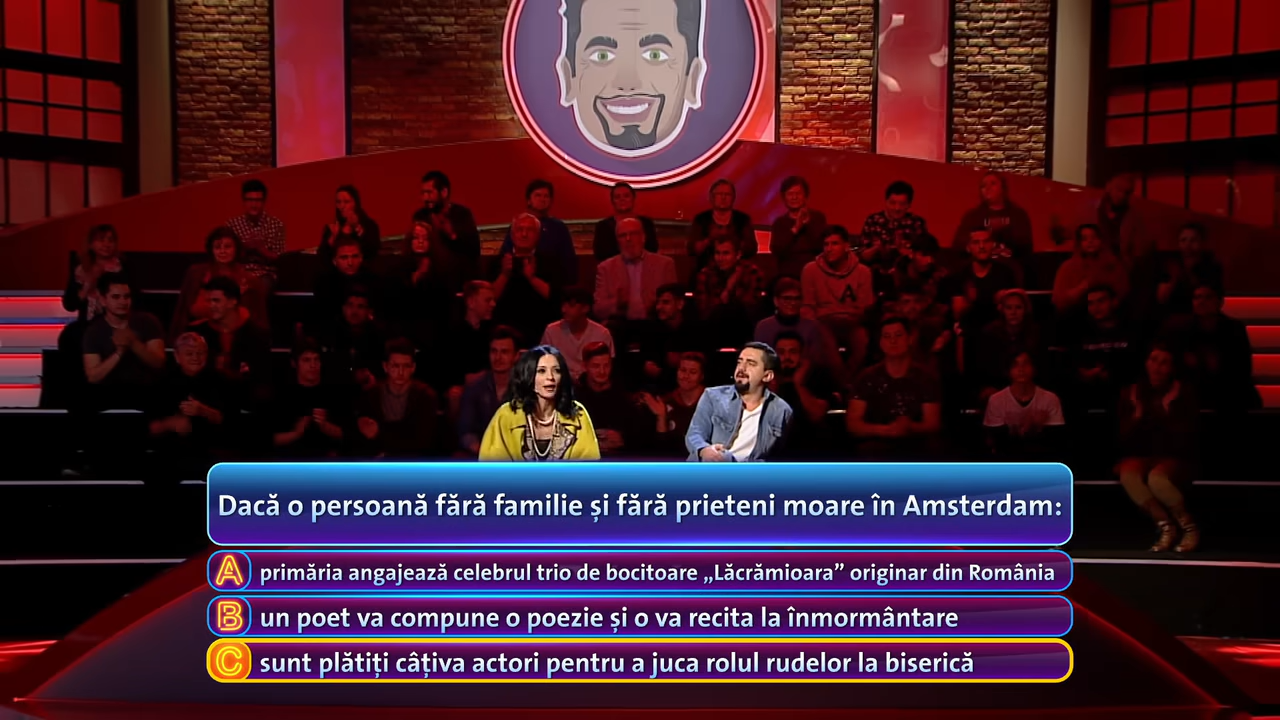 Dacă o persoană fără familie și fără prieteni moare în Amsterdam:
A primăria angajează celebrul trio de bocitoare „Lăcrămioara” originar din România
B un poet va compune o poezie și o va recita la înmormântare
C sunt plătiți câțiva actori pentru a juca rolul rudelor la biserică